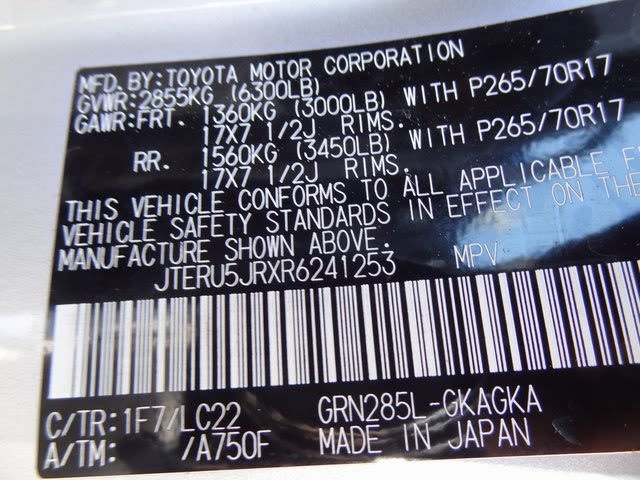 MFD. BY: TOYOTA MOTOR CORPORATION
GVWR: 2855KG (6300LB)
GAWR: FRT. 1360KG (3000LB) WITH P265/70R17
17X7 1/2J RIMS.
RR. 1560KG (3450LB) WITH P265/70R17
17X7 1/2J RIMS.
THIS VEHICLE CONFORMS TO ALL APPLICABLE
VEHICLE SAFETY STANDARDS IN EFFECT ON THE
MANUFACTURE SHOWN ABOVE.
JTERU5JRXR6241253 MPV
C/TR: 1F7/LC22 GRN285L-GKAGKA
A/TM: /A750F MADE IN JAPAN